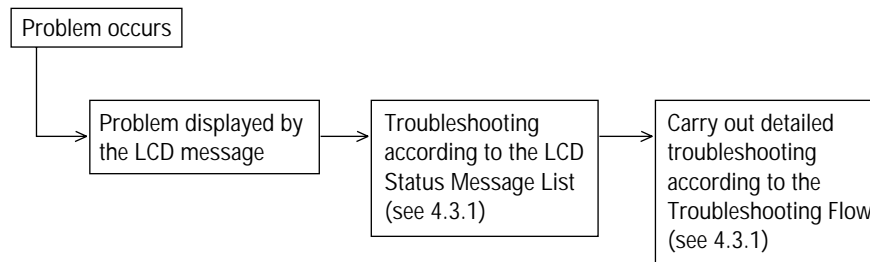 Problem occurs
Problem displayed by
the LCD message
Troubleshooting
according to the LCD
Status Message List
(see 4.3.1)
Carry out detailed
troubleshooting
according to the
Troubleshooting Flow
(see 4.3.1)